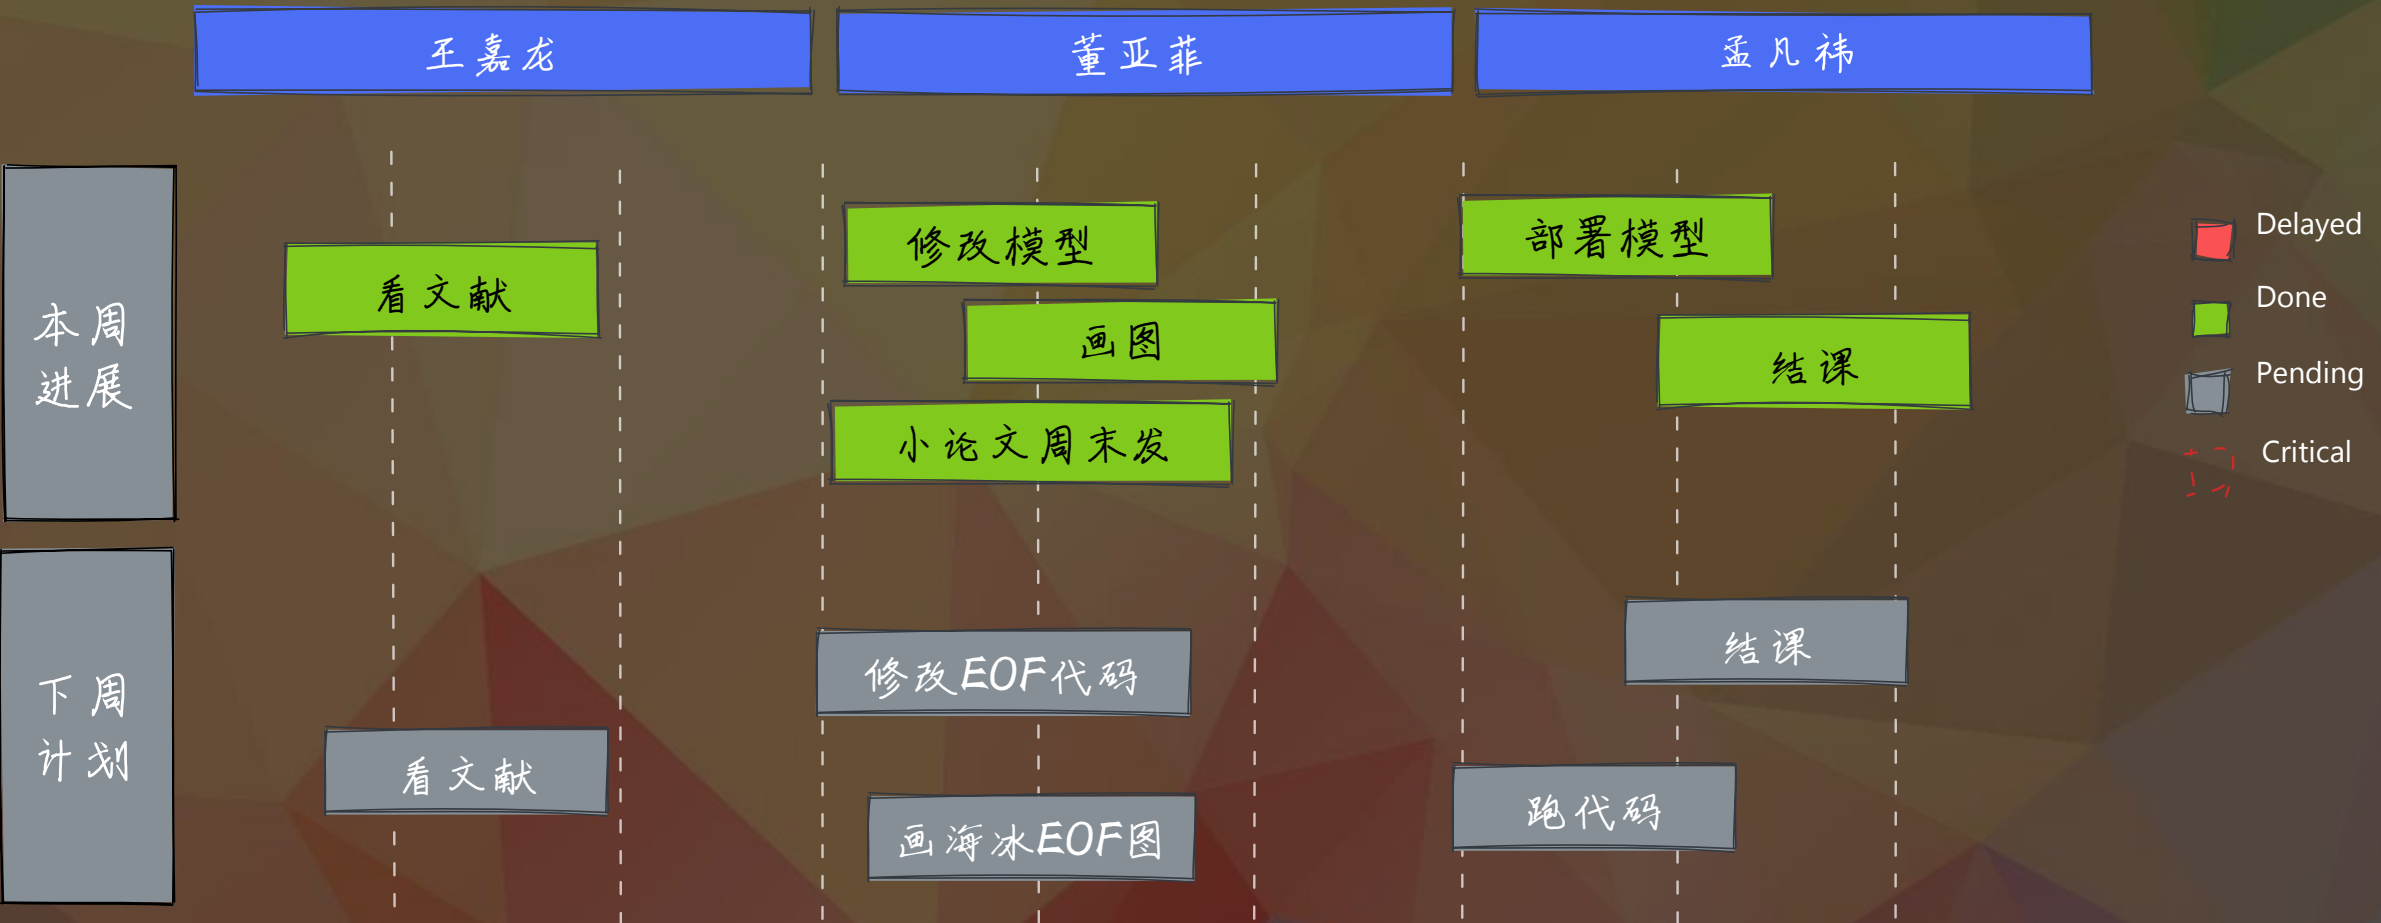 王嘉龙
董亚菲
孟凡祎
本周
进展
看文献
修改模型
画图
小论文周末发
部署模型
结课
Delayed
Done
Pending
Critical
下周
计划
看文献
修改EOF代码
画海冰EOF图
结课
跑代码